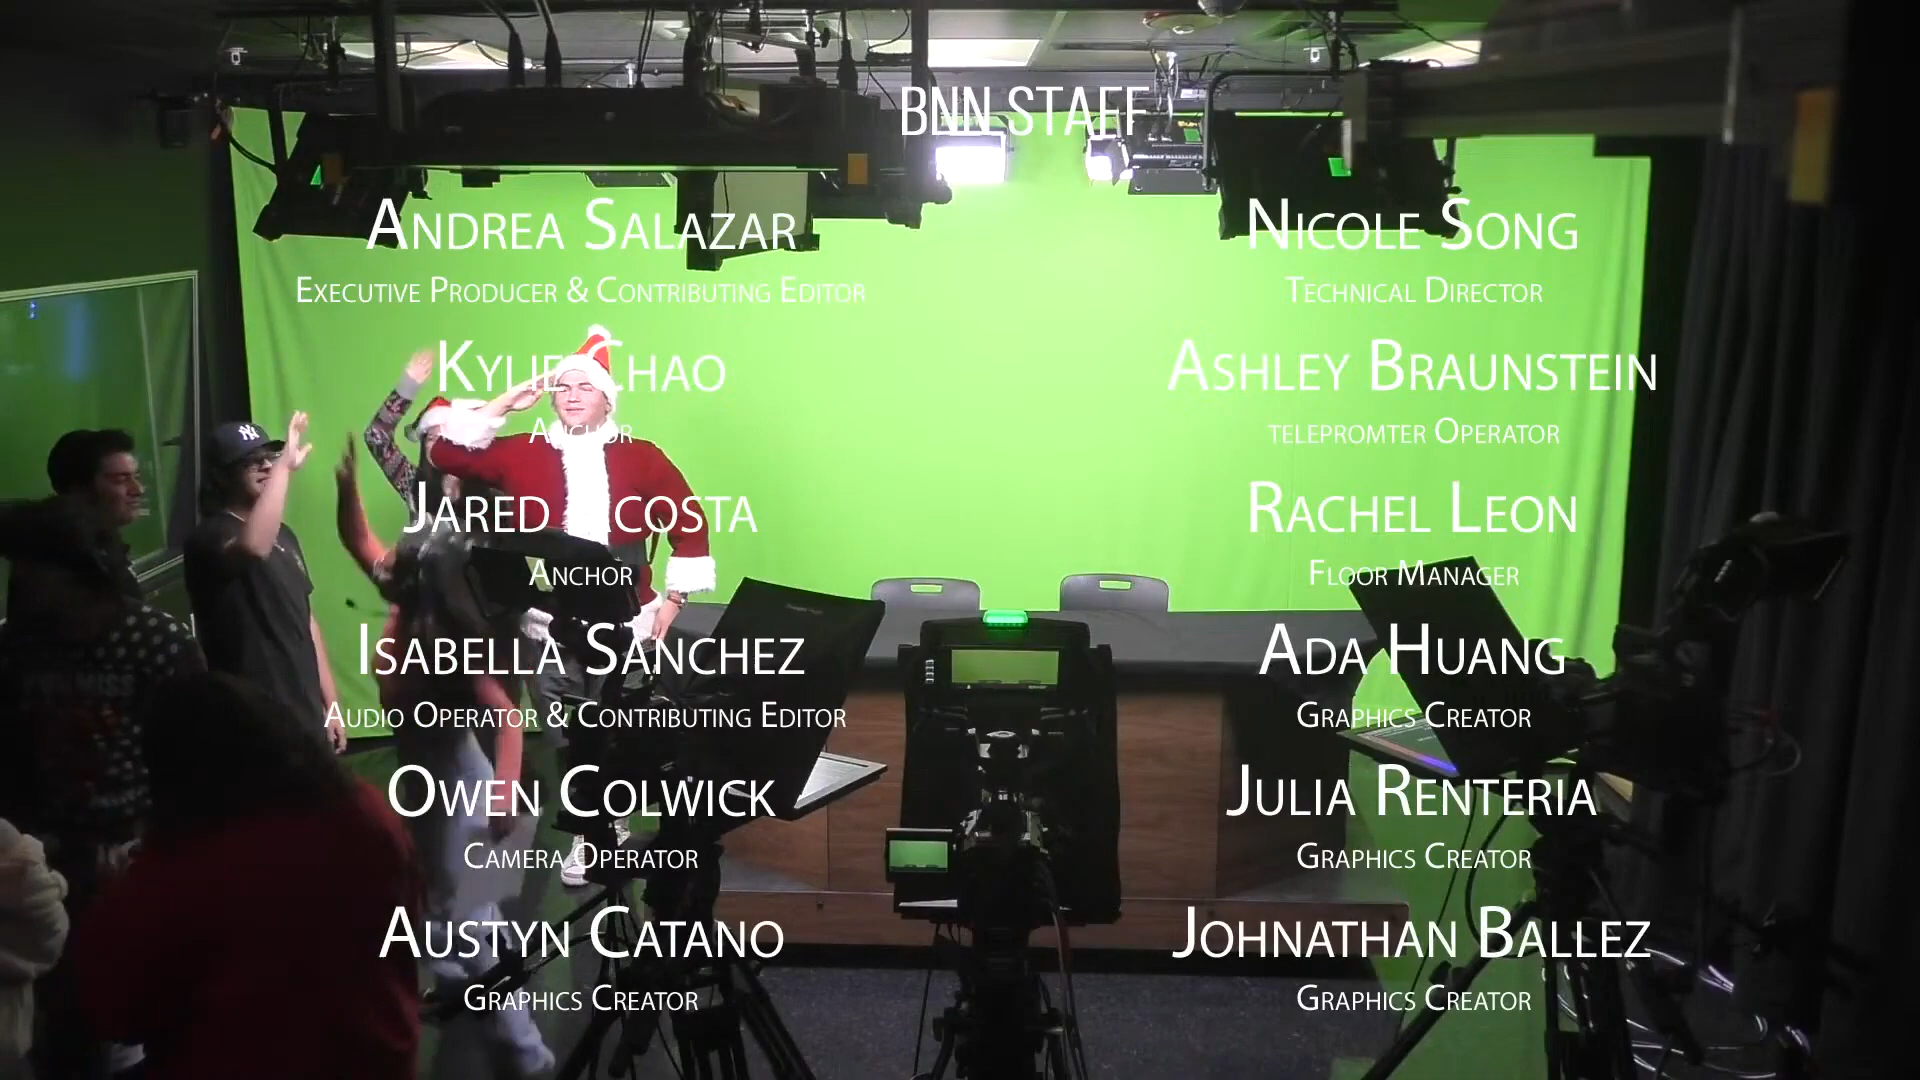 BNN STAFF
Andrea Salazar
Executive Producer & Contributing Editor
Kylie Chao
Anchor
Jared Acosta
Anchor
Isabella Sanchez
Audio Operator & Contributing Editor
Owen Colwick
Camera Operator
Austyn Catano
Graphics Creator
Nicole Song
Technical Director
Ashley Braunstein
telepromter Operator
Rachel Leon
Floor Manager
Ada Huang
Graphics Creator
Julia Renteria
Graphics Creator
Johnathan Ballez
Graphics Creator
NY